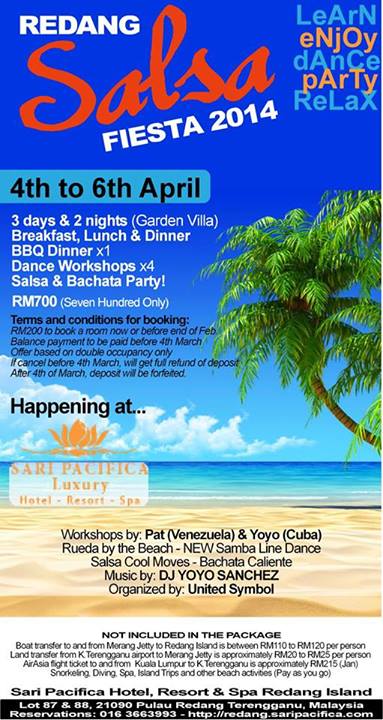 REDANG
Salsa
FIESTA 2014
LeArN
eNjOy
dAnCe
pArTy
ReLaX
4th to 6th April
3 days & 2 nights (Garden Villa)
Breakfast, Lunch & Dinner
BBQ Dinner x1
Dance Workshops x4
Salsa & Bachata Party!
RM700 (Seven Hundred Only)
Terms and conditions for booking:
RM200 to book a room now or before end of Feb.
Balance payment to be paid before 4th March
Offer based on double occupancy only
If cancel before 4th March, will get full refund of deposit
After 4th of March, deposit will be forfeited.
Happening at...
SARI PACIFICA
Luxury
Hotel - Resort - Spa
Workshops by: Pat (Venezuela) & Yoyo (Cuba)
Rueda by the Beach - NEW Samba Line Dance
Salsa Cool Moves - Bachata Caliente
Music by: DJ YOYO SANCHEZ
Organized by: United Symbol
NOT INCLUDED IN THE PACKAGE
Boat transfer to and from Merang Jetty to Redang Island is between RM110 to RM120 per person
Land transfer from K.Terengganu airport to Merang Jetty is approximately RM20 to RM25 per person
AirAsia flight ticket to and from Kuala Lumpur to K.Terengganu is approximately RM215 (Jan)
Snorkeling, Diving, Spa, Island Trips and other beach activities (Pay as you go)
Sari Pacifica Hotel, Resort & Spa Redang Island
Lot 87 & 88, 21090 Pulau Redang Terengganu, Malaysia
Reservations: 016 3663993 - http://redang.saripacifica.com